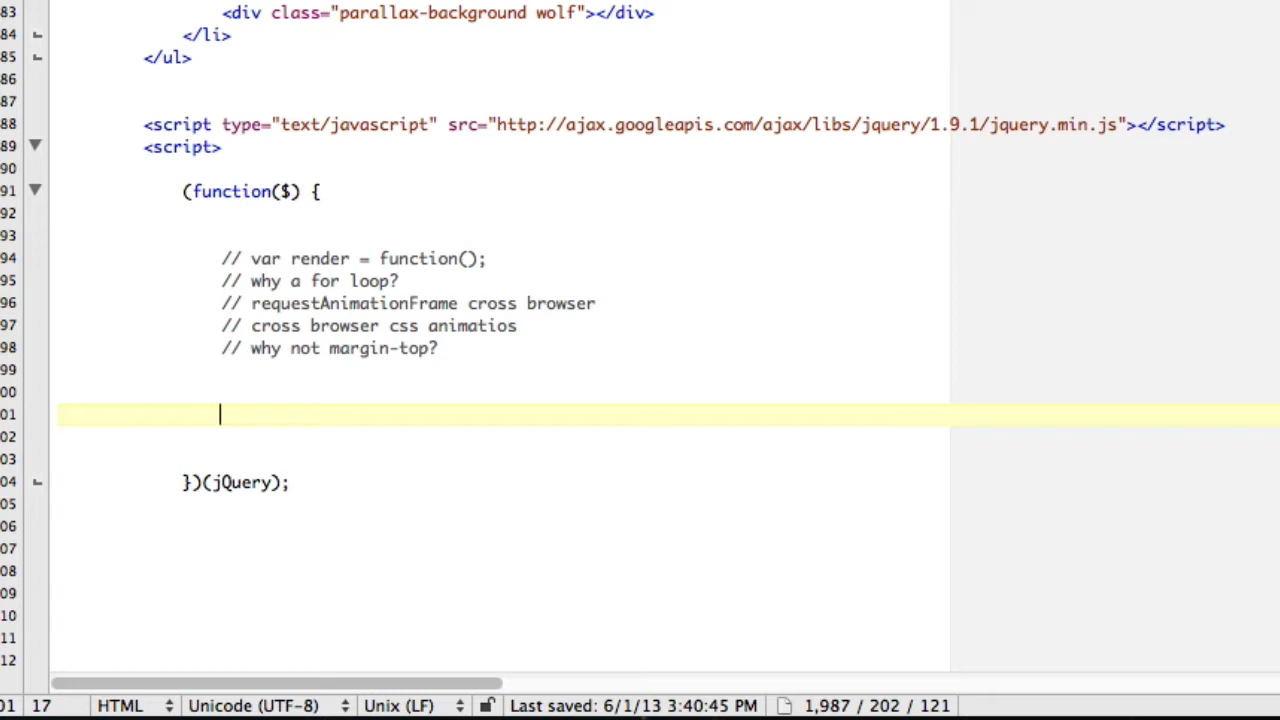 83 <div class="parallax-background wolf"></div>
84 </li>
85 </ul>
86
87
88 <script type="text/javascript" src="http://ajax.googleapis.com/ajax/libs/jquery/1.9.1/jquery.min.js"></script>
89 <script>
90
91 (function($) {
92
93
94 // var render = function();
95 // why a for loop?
96 // requestAnimationFrame cross browser
97 // cross browser css animatios
98 // why not margin-top?
99
00
01
02
03
04 })(jQuery);
05
06
07
08
09
10
11
12
01 17 HTML Unicode (UTF-8) Unix (LF) Last saved: 6/1/13 3:40:45 PM 1,987 / 202 / 121